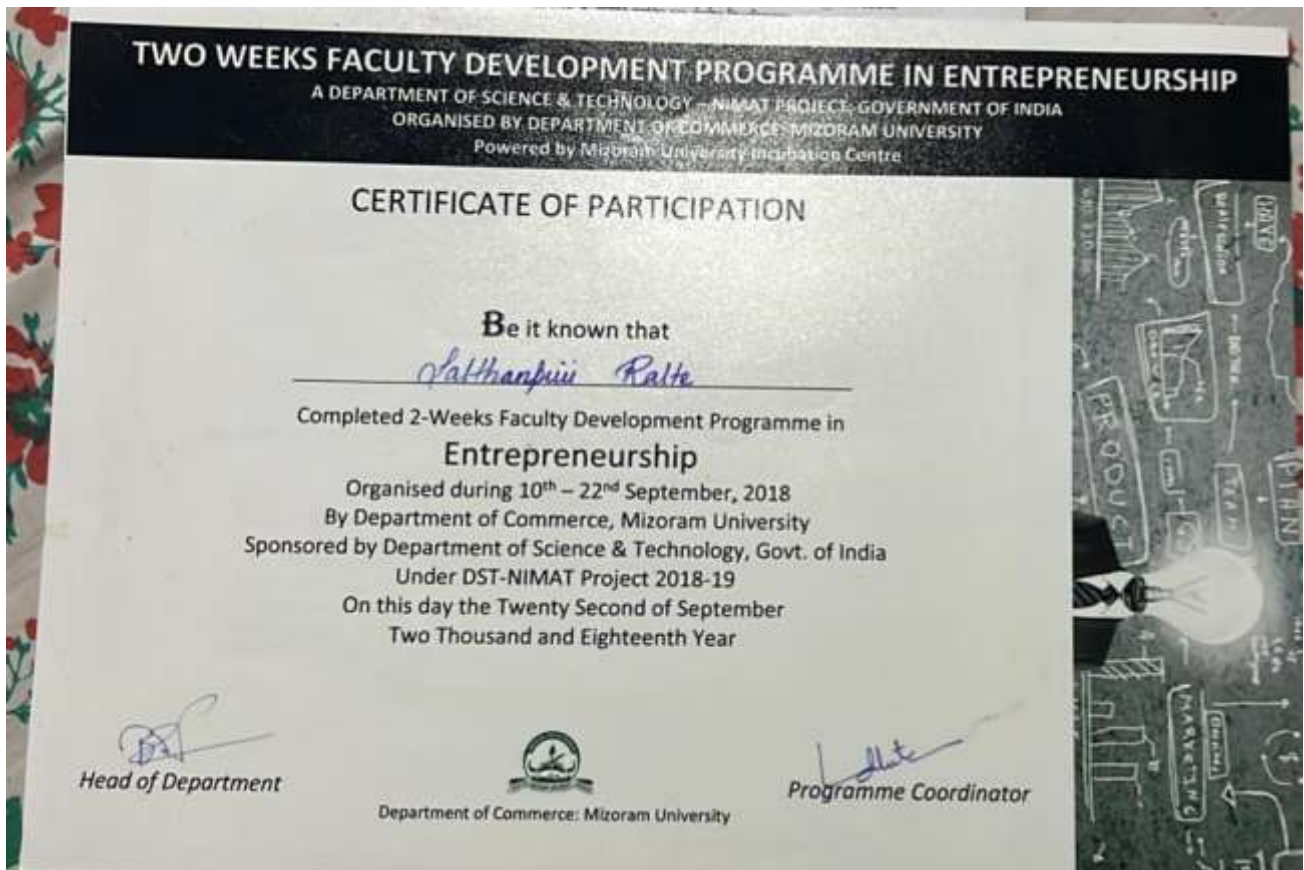 TWO WEEKS FACULTY DEVELOPMENT PROGRAMME IN ENTREPRENEURSHIP
A DEPARTMENT OF SCIENCE & TECHNOLOGY – NIMAT PROJECT; GOVERNMENT OF INDIA
ORGANISED BY DEPARTMENT OF COMMERCE: MIZORAM UNIVERSITY
Powered by Mizoram University Incubation Centre
CERTIFICATE OF PARTICIPATION
Be it known that
Ralte
Completed 2-Weeks Faculty Development Programme in
Entrepreneurship
Organised during 10th – 22nd September, 2018
By Department of Commerce, Mizoram University
Sponsored by Department of Science & Technology, Govt. of India
Under DST-NIMAT Project 2018-19
On this day the Twenty Second of September
Two Thousand and Eighteenth Year
Head of Department
Programme Coordinator
Department of Commerce: Mizoram University
PRODUCT
PLAN
TEAM
MARKETING